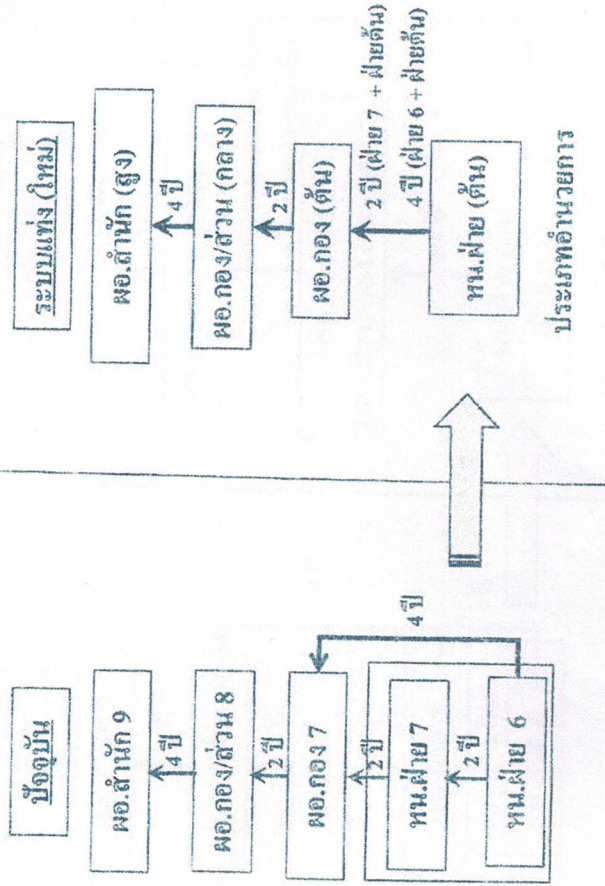 ปัจจุบัน
ผอ.สำนัก 9
4 ปี
ผอ.กอง/ส่วน 8
2 ปี
ผอ.กอง 7
2 ปี
4 ปี
หน.ฝ่าย 7
2 ปี
หน.ฝ่าย 6
ระบบแท่ง (ใหม่)
ผอ.สำนัก (สูง)
4 ปี
ผอ.กอง/ส่วน (กลาง)
2 ปี
ผอ.กอง (ต้น)
2 ปี (ฝ่าย 7 + ฝ่ายต้น)
4 ปี (ฝ่าย 6 + ฝ่ายต้น)
หน.ฝ่าย (ต้น)
ประเภทอำนวยการ